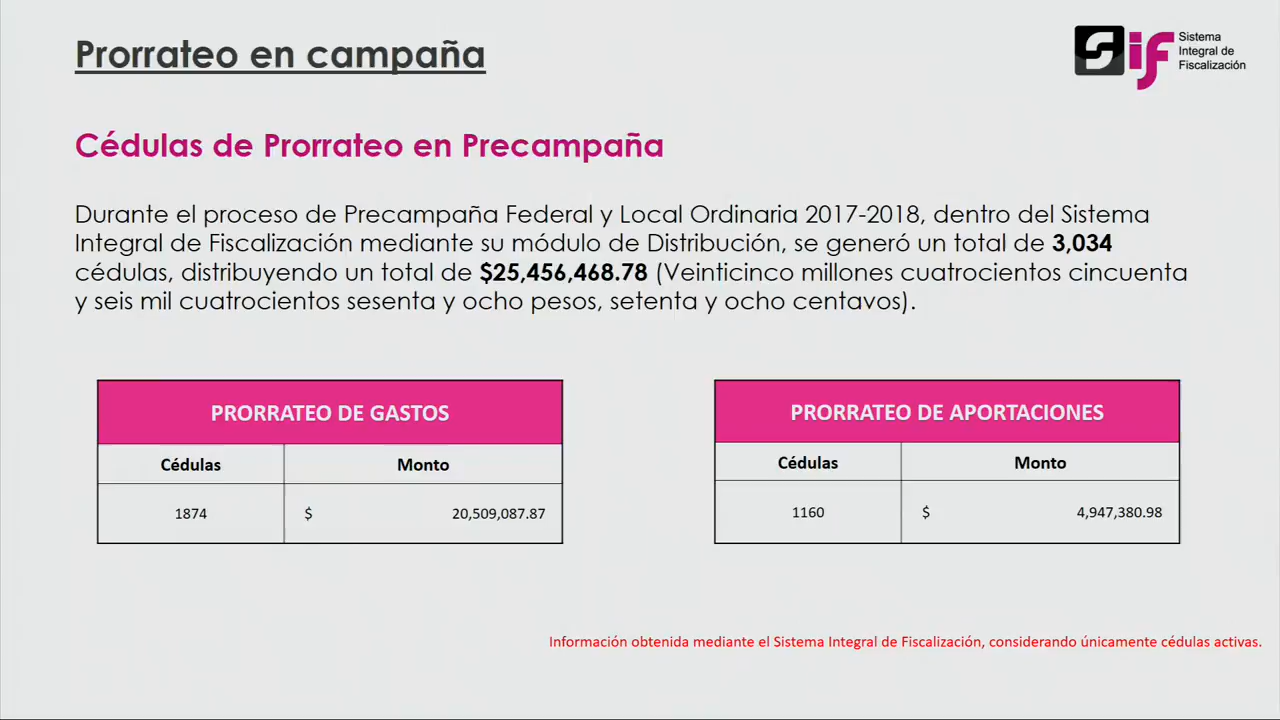 Prorrateo en campaña
Sif
Sistema
Integral de
Fiscalización
Cédulas de Prorrateo en Precampaña
Durante el proceso de Precampaña Federal y Local Ordinaria 2017-2018, dentro del Sistema
Integral de Fiscalización mediante su módulo de Distribución, se generó un total de 3,034
cédulas, distribuyendo un total de $25,456,468.78 (Veinticinco millones cuatrocientos cincuenta
y seis mil cuatrocientos sesenta y ocho pesos, setenta y ocho centavos).
PRORRATEO DE GASTOS
Cédulas Monto
1874 $ 20,509,087.87
PRORRATEO DE APORTACIONES
Cédulas Monto
1160 $ 4,947,380.98
Información obtenida mediante el Sistema Integral de Fiscalización, considerando únicamente cédulas activas.